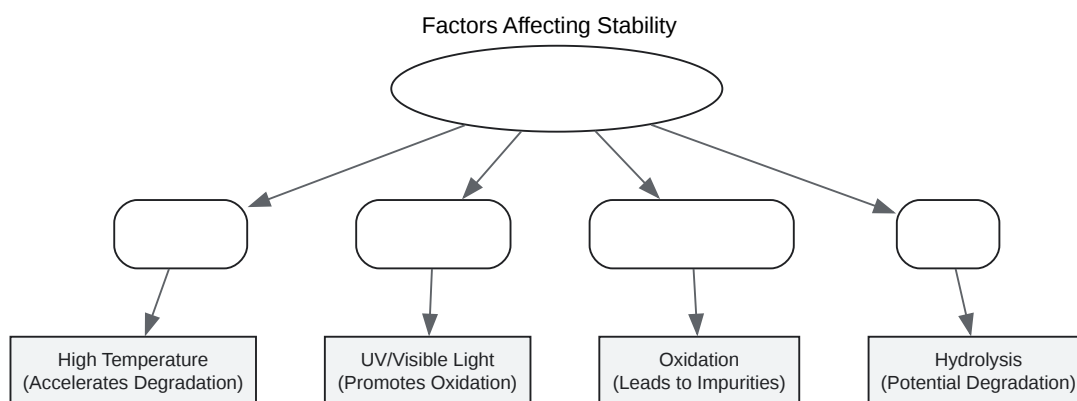 Factors Affecting Stability
High Temperature
(Accelerates Degradation)
UV/Visible Light
(Promotes Oxidation)
Oxidation
(Leads to Impurities)
Hydrolysis
(Potential Degradation)